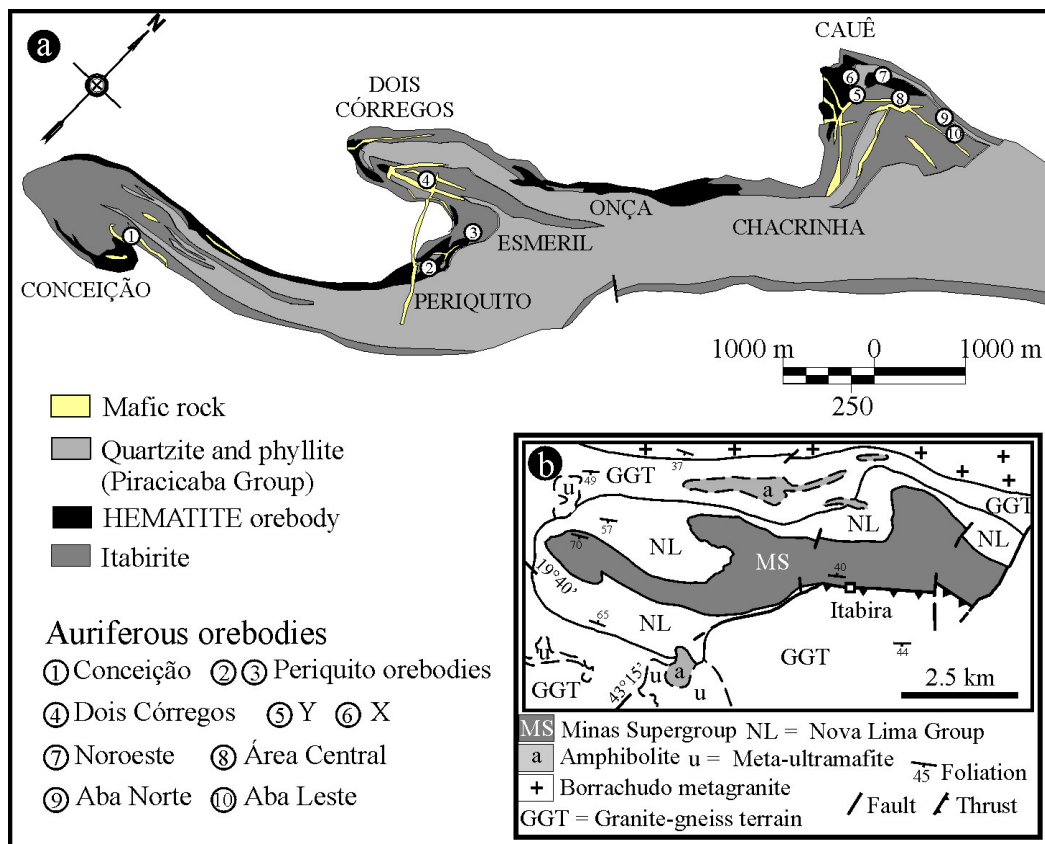 a
N
CAUÊ
DOIS
CÓRREGOS
6
7
5
8
9
10
4
1
ONÇA
CHACRINHA
3
ESMERIL
2
CONCEIÇÃO
PERIQUITO
1000 m 0 1000 m
250
Mafic rock
Quartzite and phyllite
(Piracicaba Group)
HEMATITE orebody
Itabirite
Auriferous orebodies
1 Conceição 2 3 Periquito orebodies
4 Dois Córregos 5 Y 6 X
7 Noroeste 8 Área Central
9 Aba Norte 10 Aba Leste
b
37
GGT
49
u
a
GGT
57
NL
NL
70
NL
MS
40
19°40'
Itabira
65
NL
GGT
44
u
a
u
u
GGT
43°15'
2.5 km
MS Minas Supergroup NL = Nova Lima Group
a Amphibolite u = Meta-ultramafite
45 Foliation
+ Borrachudo metagranite
Fault Thrust
GGT = Granite-gneiss terrain